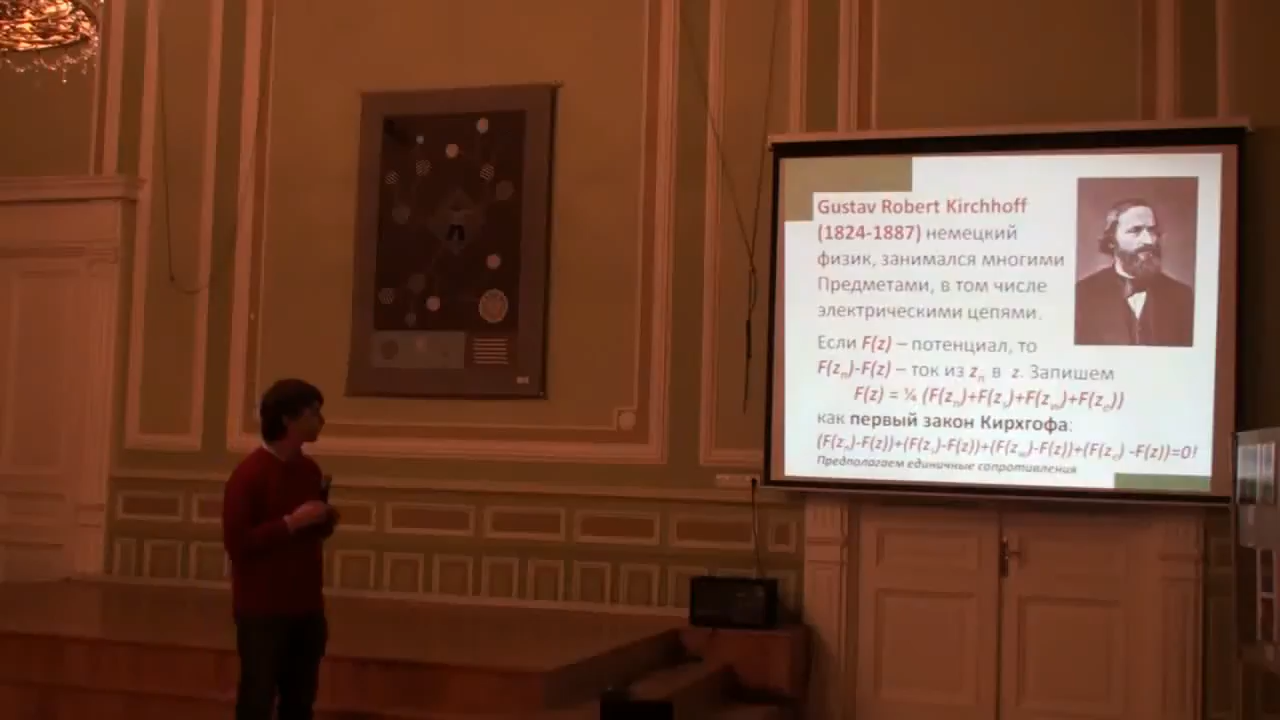 Gustav Robert Kirchhoff
(1824-1887) немецкий
физик, занимался многими
Предметами, в том числе
электрическими цепями.
Если F(z) – потенциал, то
F(zn)-F(z) – ток из zn в z. Запишем
F(z) = ¼ (F(zn)+F(zs)+F(zw)+F(ze))
как первый закон Кирхгофа:
(F(zn)-F(z))+(F(zs)-F(z))+(F(zw)-F(z))+(F(ze) -F(z))=0!
Предполагаем единичные сопротивления